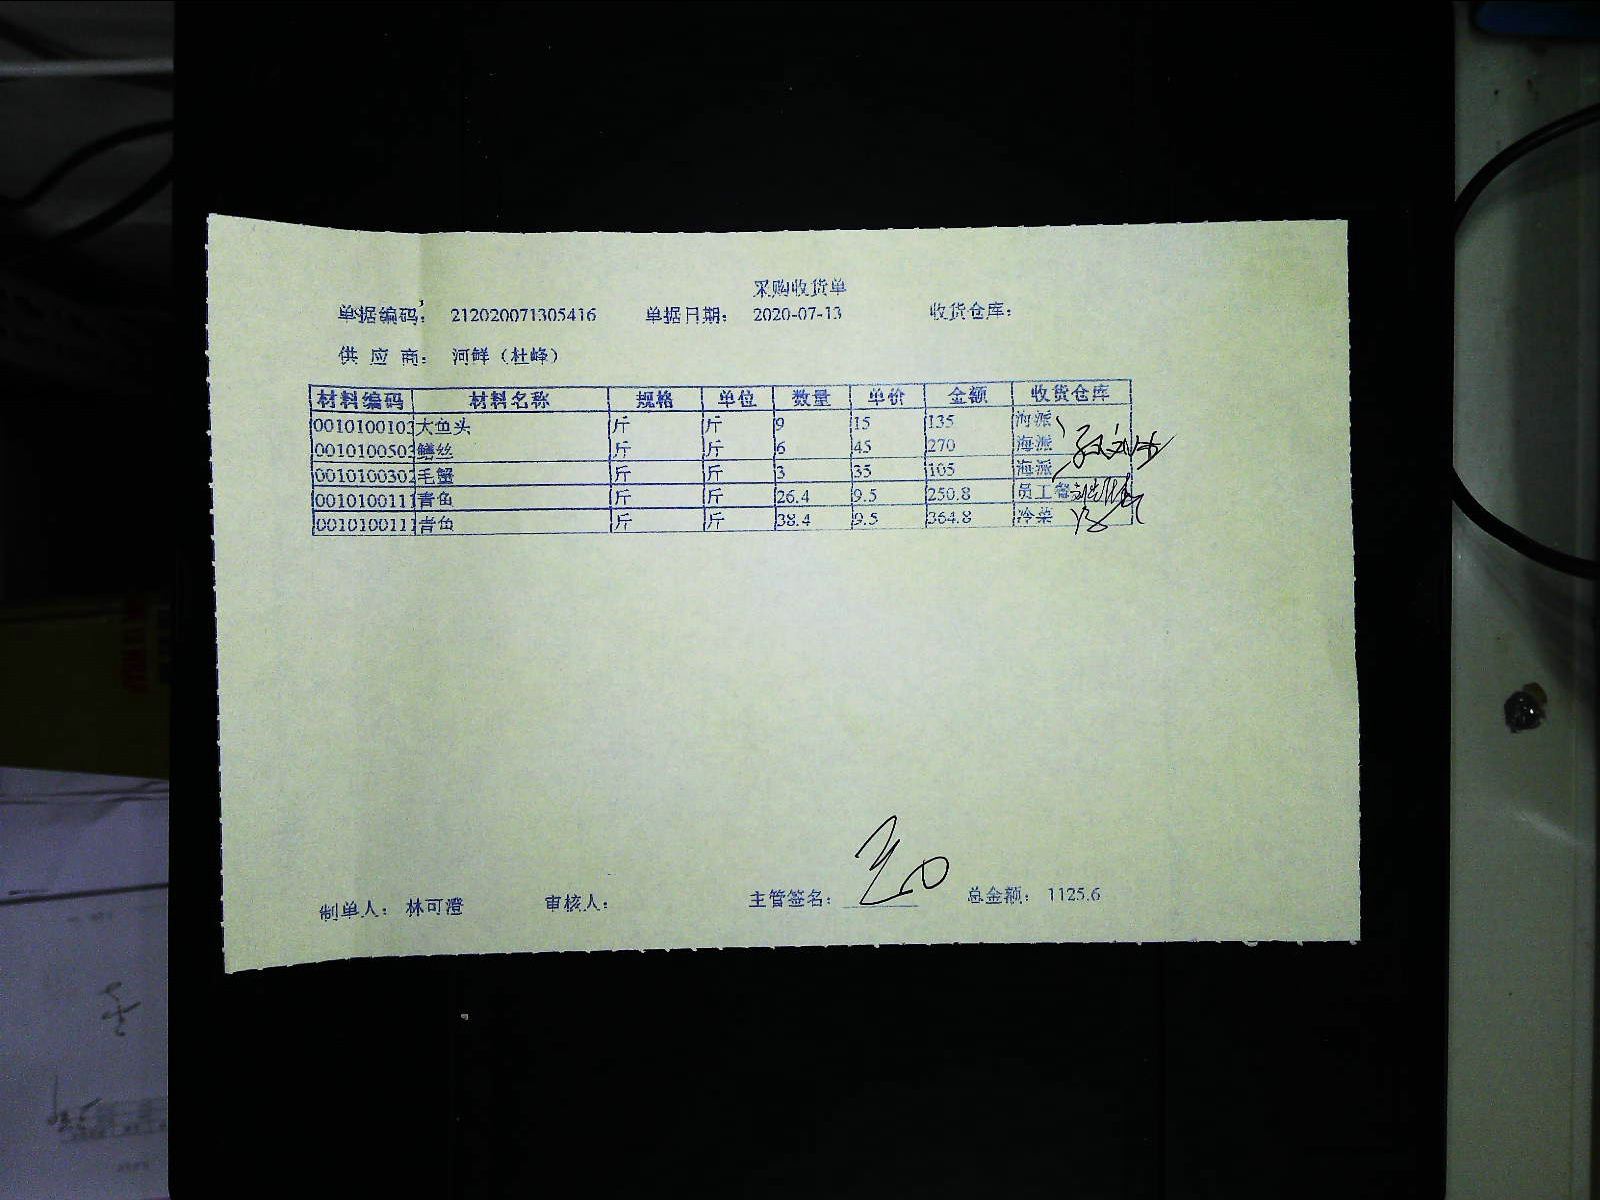 采购收货单
单据编码： 212020071305416 单据日期： 2020-07-13 收货仓库：
供 应 商： 河鲜（杜峰）
材料编码 材料名称 规格 单位 数量 单价 金额 收货仓库
0010100103 大鱼头 斤 斤 9 15 135 海派
0010100503 鳝丝 斤 斤 6 45 270 海派
0010100302 毛蟹 斤 斤 3 35 105 海派
0010100111 青鱼 斤 斤 26.4 9.5 250.8 员工餐
0010100111 青鱼 斤 斤 38.4 9.5 364.8 冷菜
制单人： 林可澄 审核人： 主管签名： 总金额： 1125.6